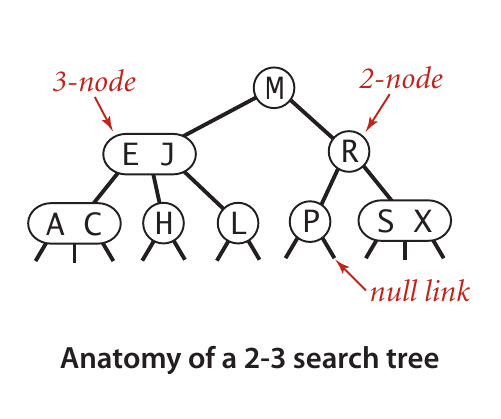 3-node
2-node
M
E J
R
A C
H
L
P
S X
null link
Anatomy of a 2-3 search tree